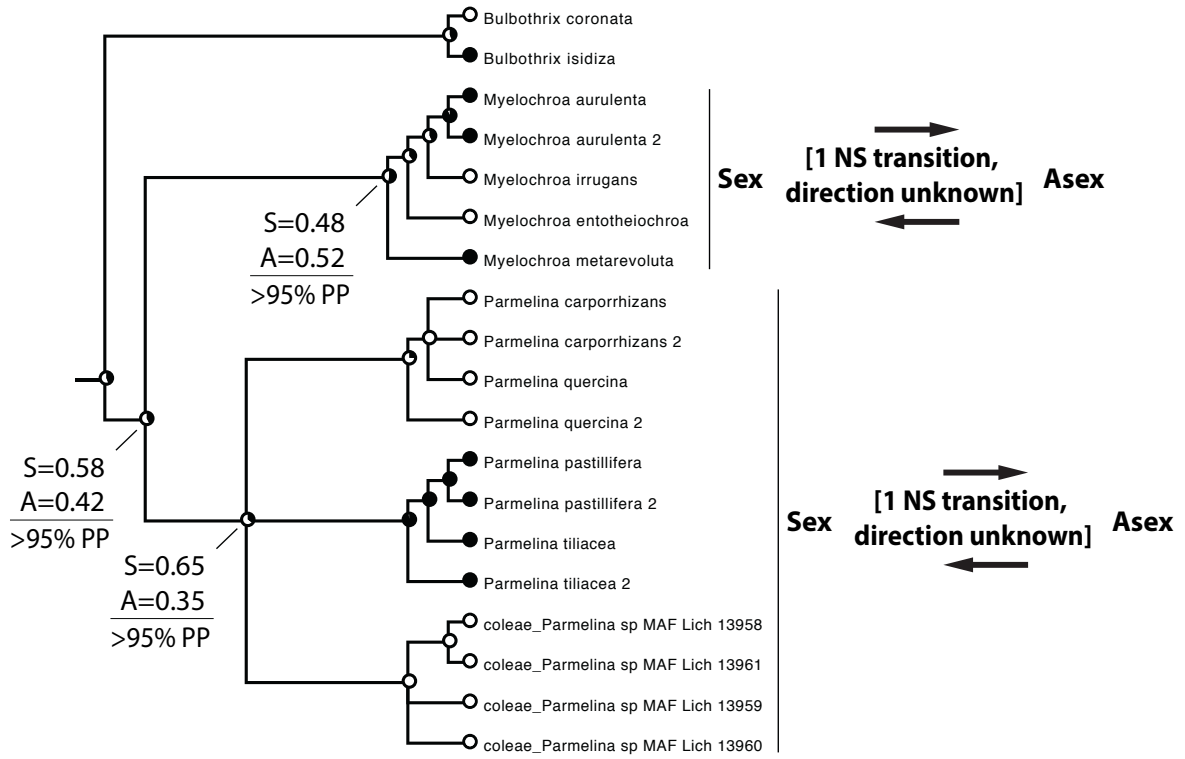 Bulbothrix coronata
Bulbothrix isidiza
Myelochroa aurulenta
Myelochroa aurulenta 2
Myelochroa irrugans
Myelochroa entotheiochroa
Myelochroa metarevoluta
Sex
[1 NS transition,
direction unknown]
Asex
S=0.48
A=0.52
>95% PP
Parmelina carporrhizans
Parmelina carporrhizans 2
Parmelina quercina
Parmelina quercina 2
Parmelina pastillifera
Parmelina pastillifera 2
Parmelina tiliacea
Parmelina tiliacea 2
coleae_Parmelina sp MAF Lich 13958
coleae_Parmelina sp MAF Lich 13961
coleae_Parmelina sp MAF Lich 13959
coleae_Parmelina sp MAF Lich 13960
Sex
[1 NS transition,
direction unknown]
Asex
S=0.58
A=0.42
>95% PP
S=0.65
A=0.35
>95% PP